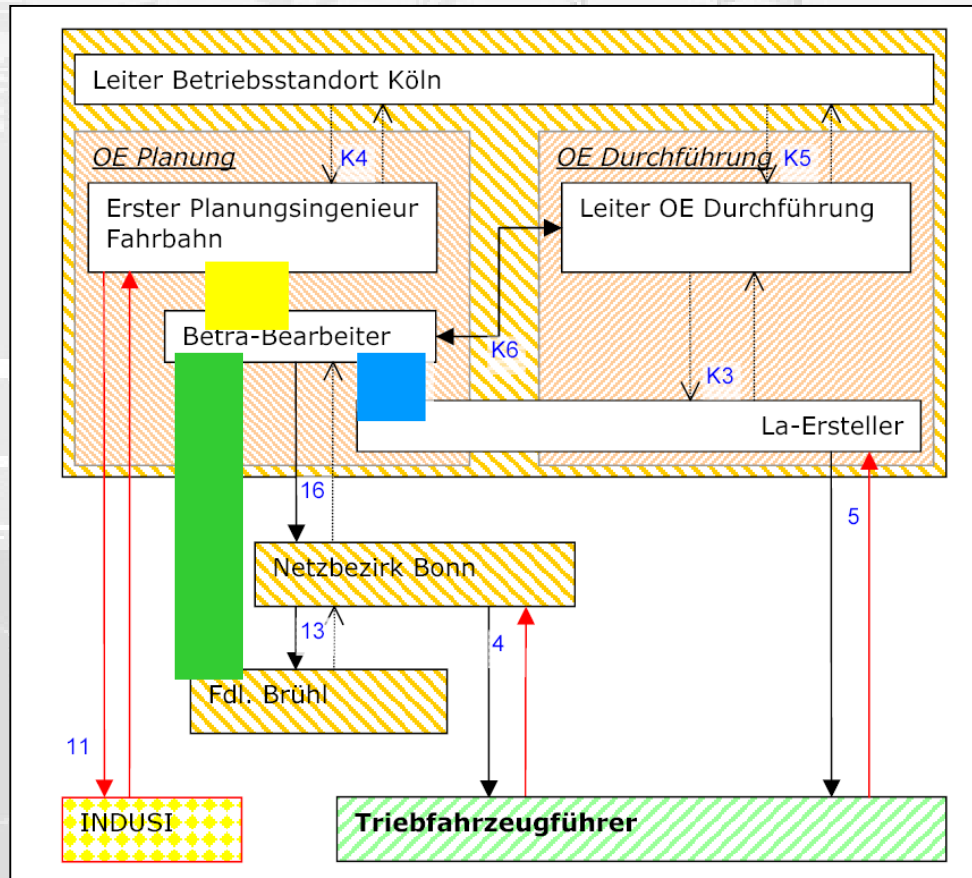 Leiter Betriebsstandort Köln
OE Planung
K4
OE Durchführung
K5
Erster Planungsingenieur
Fahrbahn
Leiter OE Durchführung
Betra-Bearbeiter
K6
K3
La-Ersteller
16
5
Netzbezirk Bonn
13
4
Fdl. Brühl
11
INDUSI
Triebfahrzeugführer